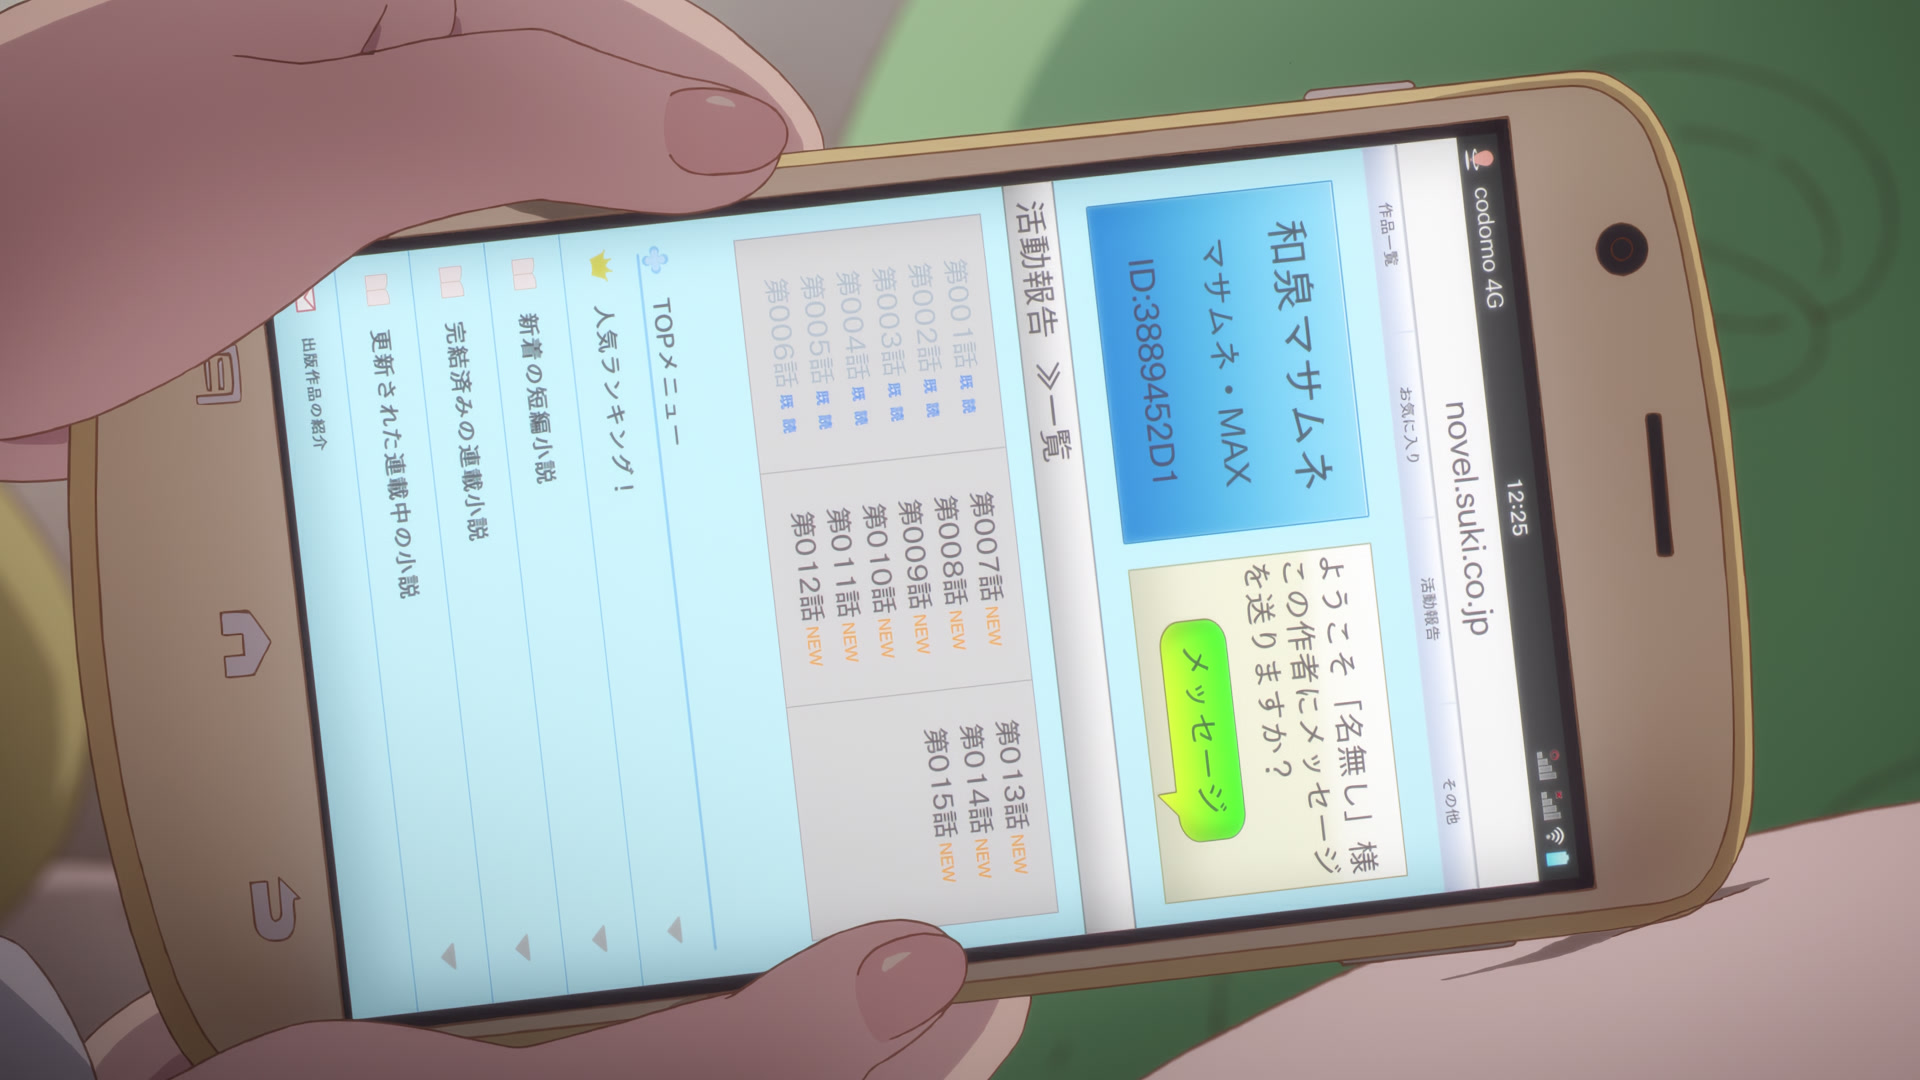 codomo 4G 12:25
novel.suki.co.jp
作品一覧 お気に入り 活動報告 その他
和泉マサムネ
マサムネ・MAX
ID:3889452D1
ようこそ「名無し」様
この作者にメッセージ
を送りますか？
メッセージ
活動報告 ≫一覧
第001話 既 読
第002話 既 読
第003話 既 読
第004話 既 読
第005話 既 読
第006話 既 読
第007話 NEW
第008話 NEW
第009話 NEW
第010話 NEW
第011話 NEW
第012話 NEW
第013話 NEW
第014話 NEW
第015話 NEW
TOPメニュー
人気ランキング！
新着の短編小説
完結済みの連載小説
更新された連載中の小説
出版作品の紹介